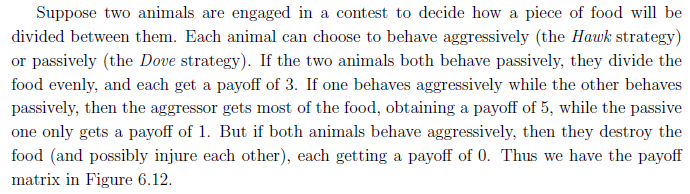 Suppose two animals are engaged in a contest to decide how a piece of food will be
divided between them. Each animal can choose to behave aggressively (the Hawk strategy)
or passively (the Dove strategy). If the two animals both behave passively, they divide the
food evenly, and each get a payoff of 3. If one behaves aggressively while the other behaves
passively, then the aggressor gets most of the food, obtaining a payoff of 5, while the passive
one only gets a payoff of 1. But if both animals behave aggressively, then they destroy the
food (and possibly injure each other), each getting a payoff of 0. Thus we have the payoff
matrix in Figure 6.12.